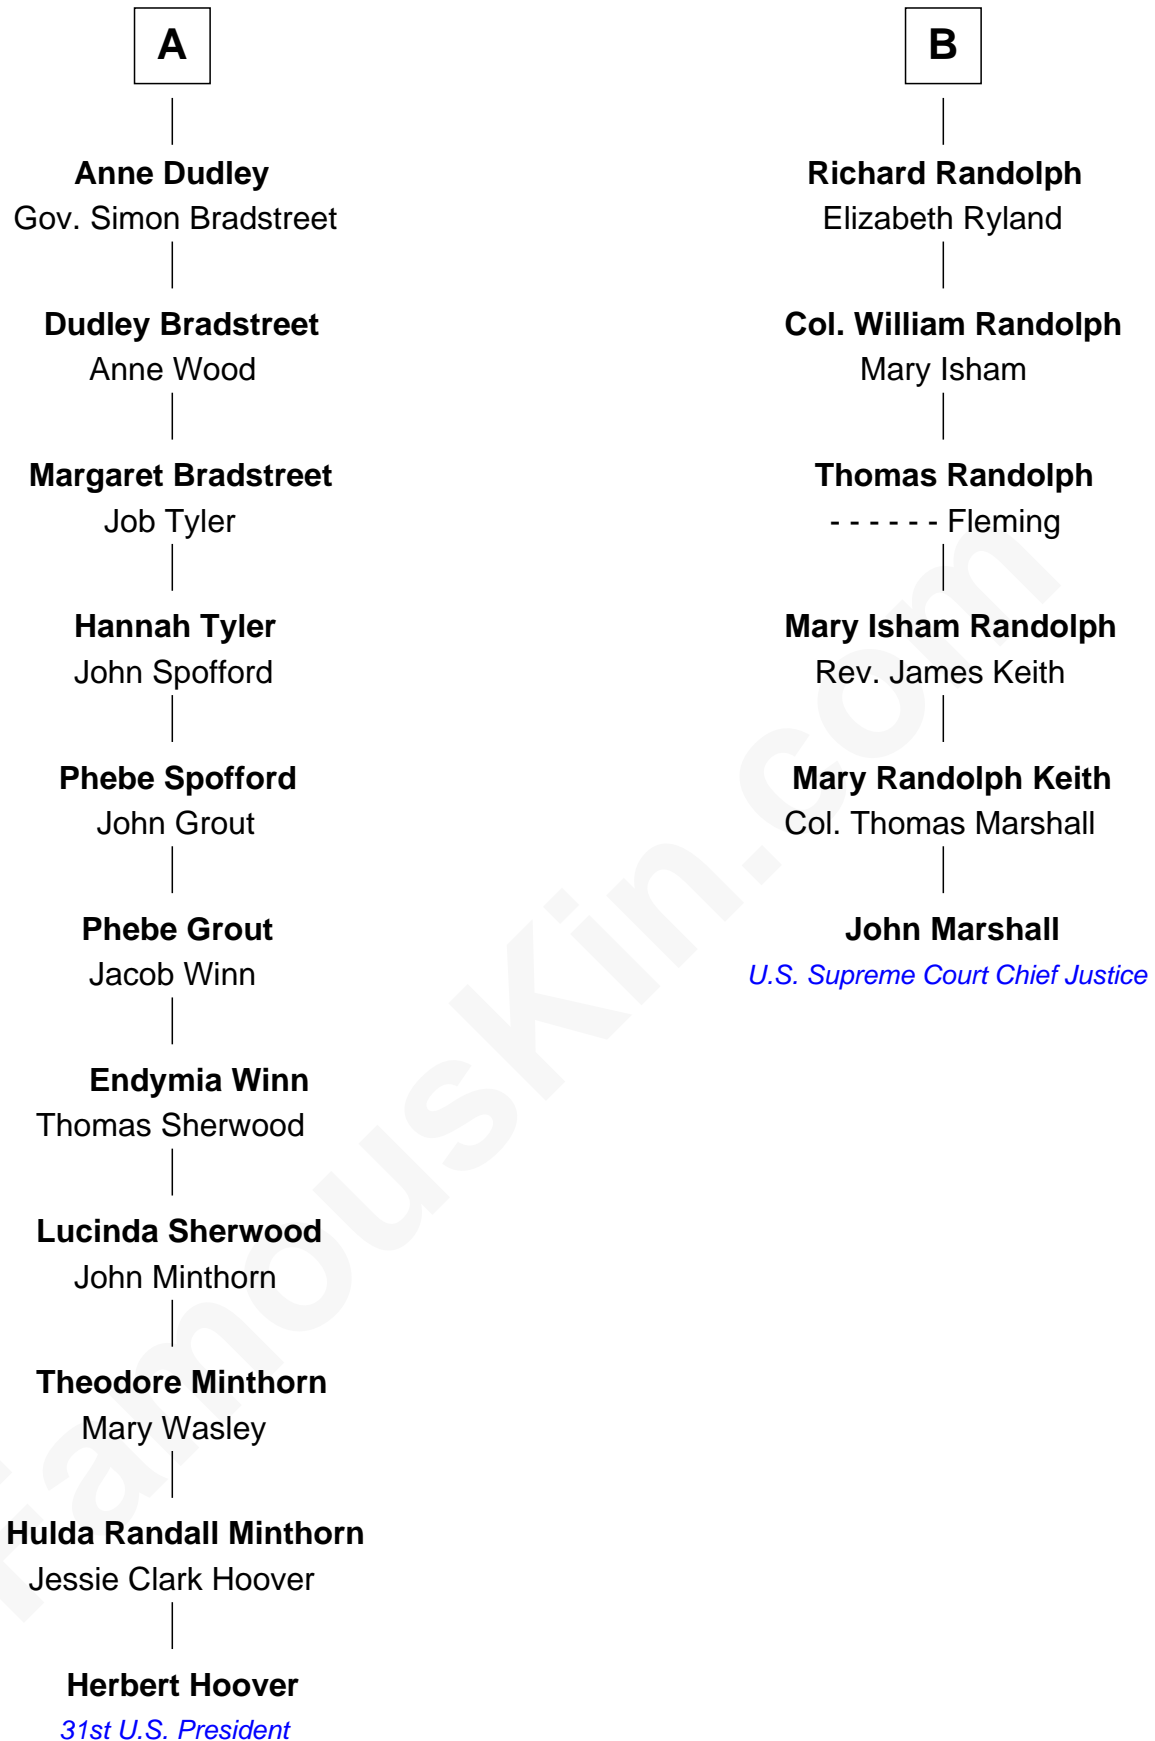 A
Anne Dudley
Gov. Simon Bradstreet
Dudley Bradstreet
Anne Wood
Margaret Bradstreet
Job Tyler
Hannah Tyler
John Spofford
Phebe Spofford
John Grout
Phebe Grout
Jacob Winn
Endymia Winn
Thomas Sherwood
Lucinda Sherwood
John Minthorn
Theodore Minthorn
Mary Wasley
Hulda Randall Minthorn
Jessie Clark Hoover
Herbert Hoover
31st U.S. President
B
Richard Randolph
Elizabeth Ryland
Col. William Randolph
Mary Isham
Thomas Randolph
- - - - - - Fleming
Mary Isham Randolph
Rev. James Keith
Mary Randolph Keith
Col. Thomas Marshall
John Marshall
U.S. Supreme Court Chief Justice
FamousKin.com